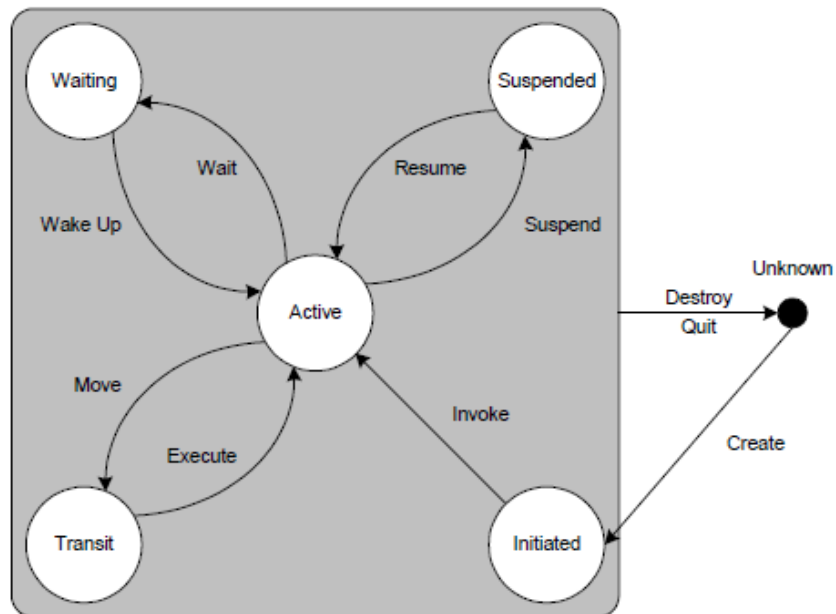 Waiting
Suspended
Wait
Resume
Wake Up
Suspend
Unknown
Destroy
Quit
Active
Move
Invoke
Create
Execute
Transit
Initiated